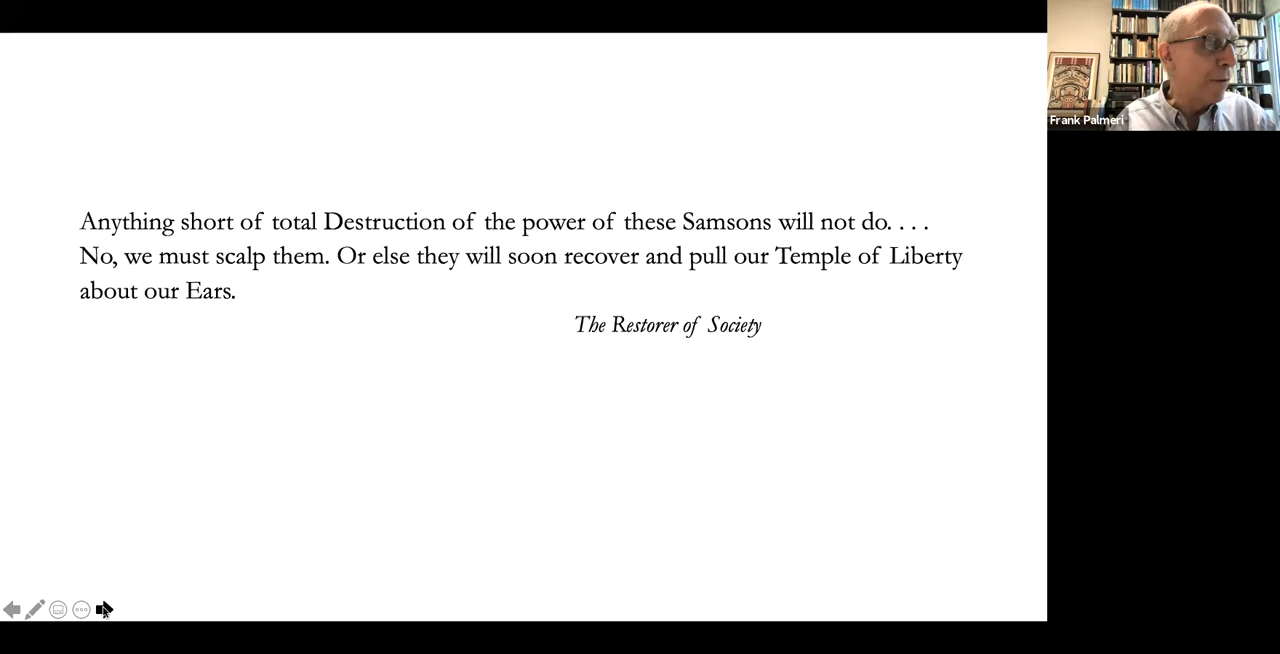 Anything short of total Destruction of the power of these Samsons will not do. . . .
No, we must scalp them. Or else they will soon recover and pull our Temple of Liberty
about our Ears.
The Restorer of Society
Frank Palmeri